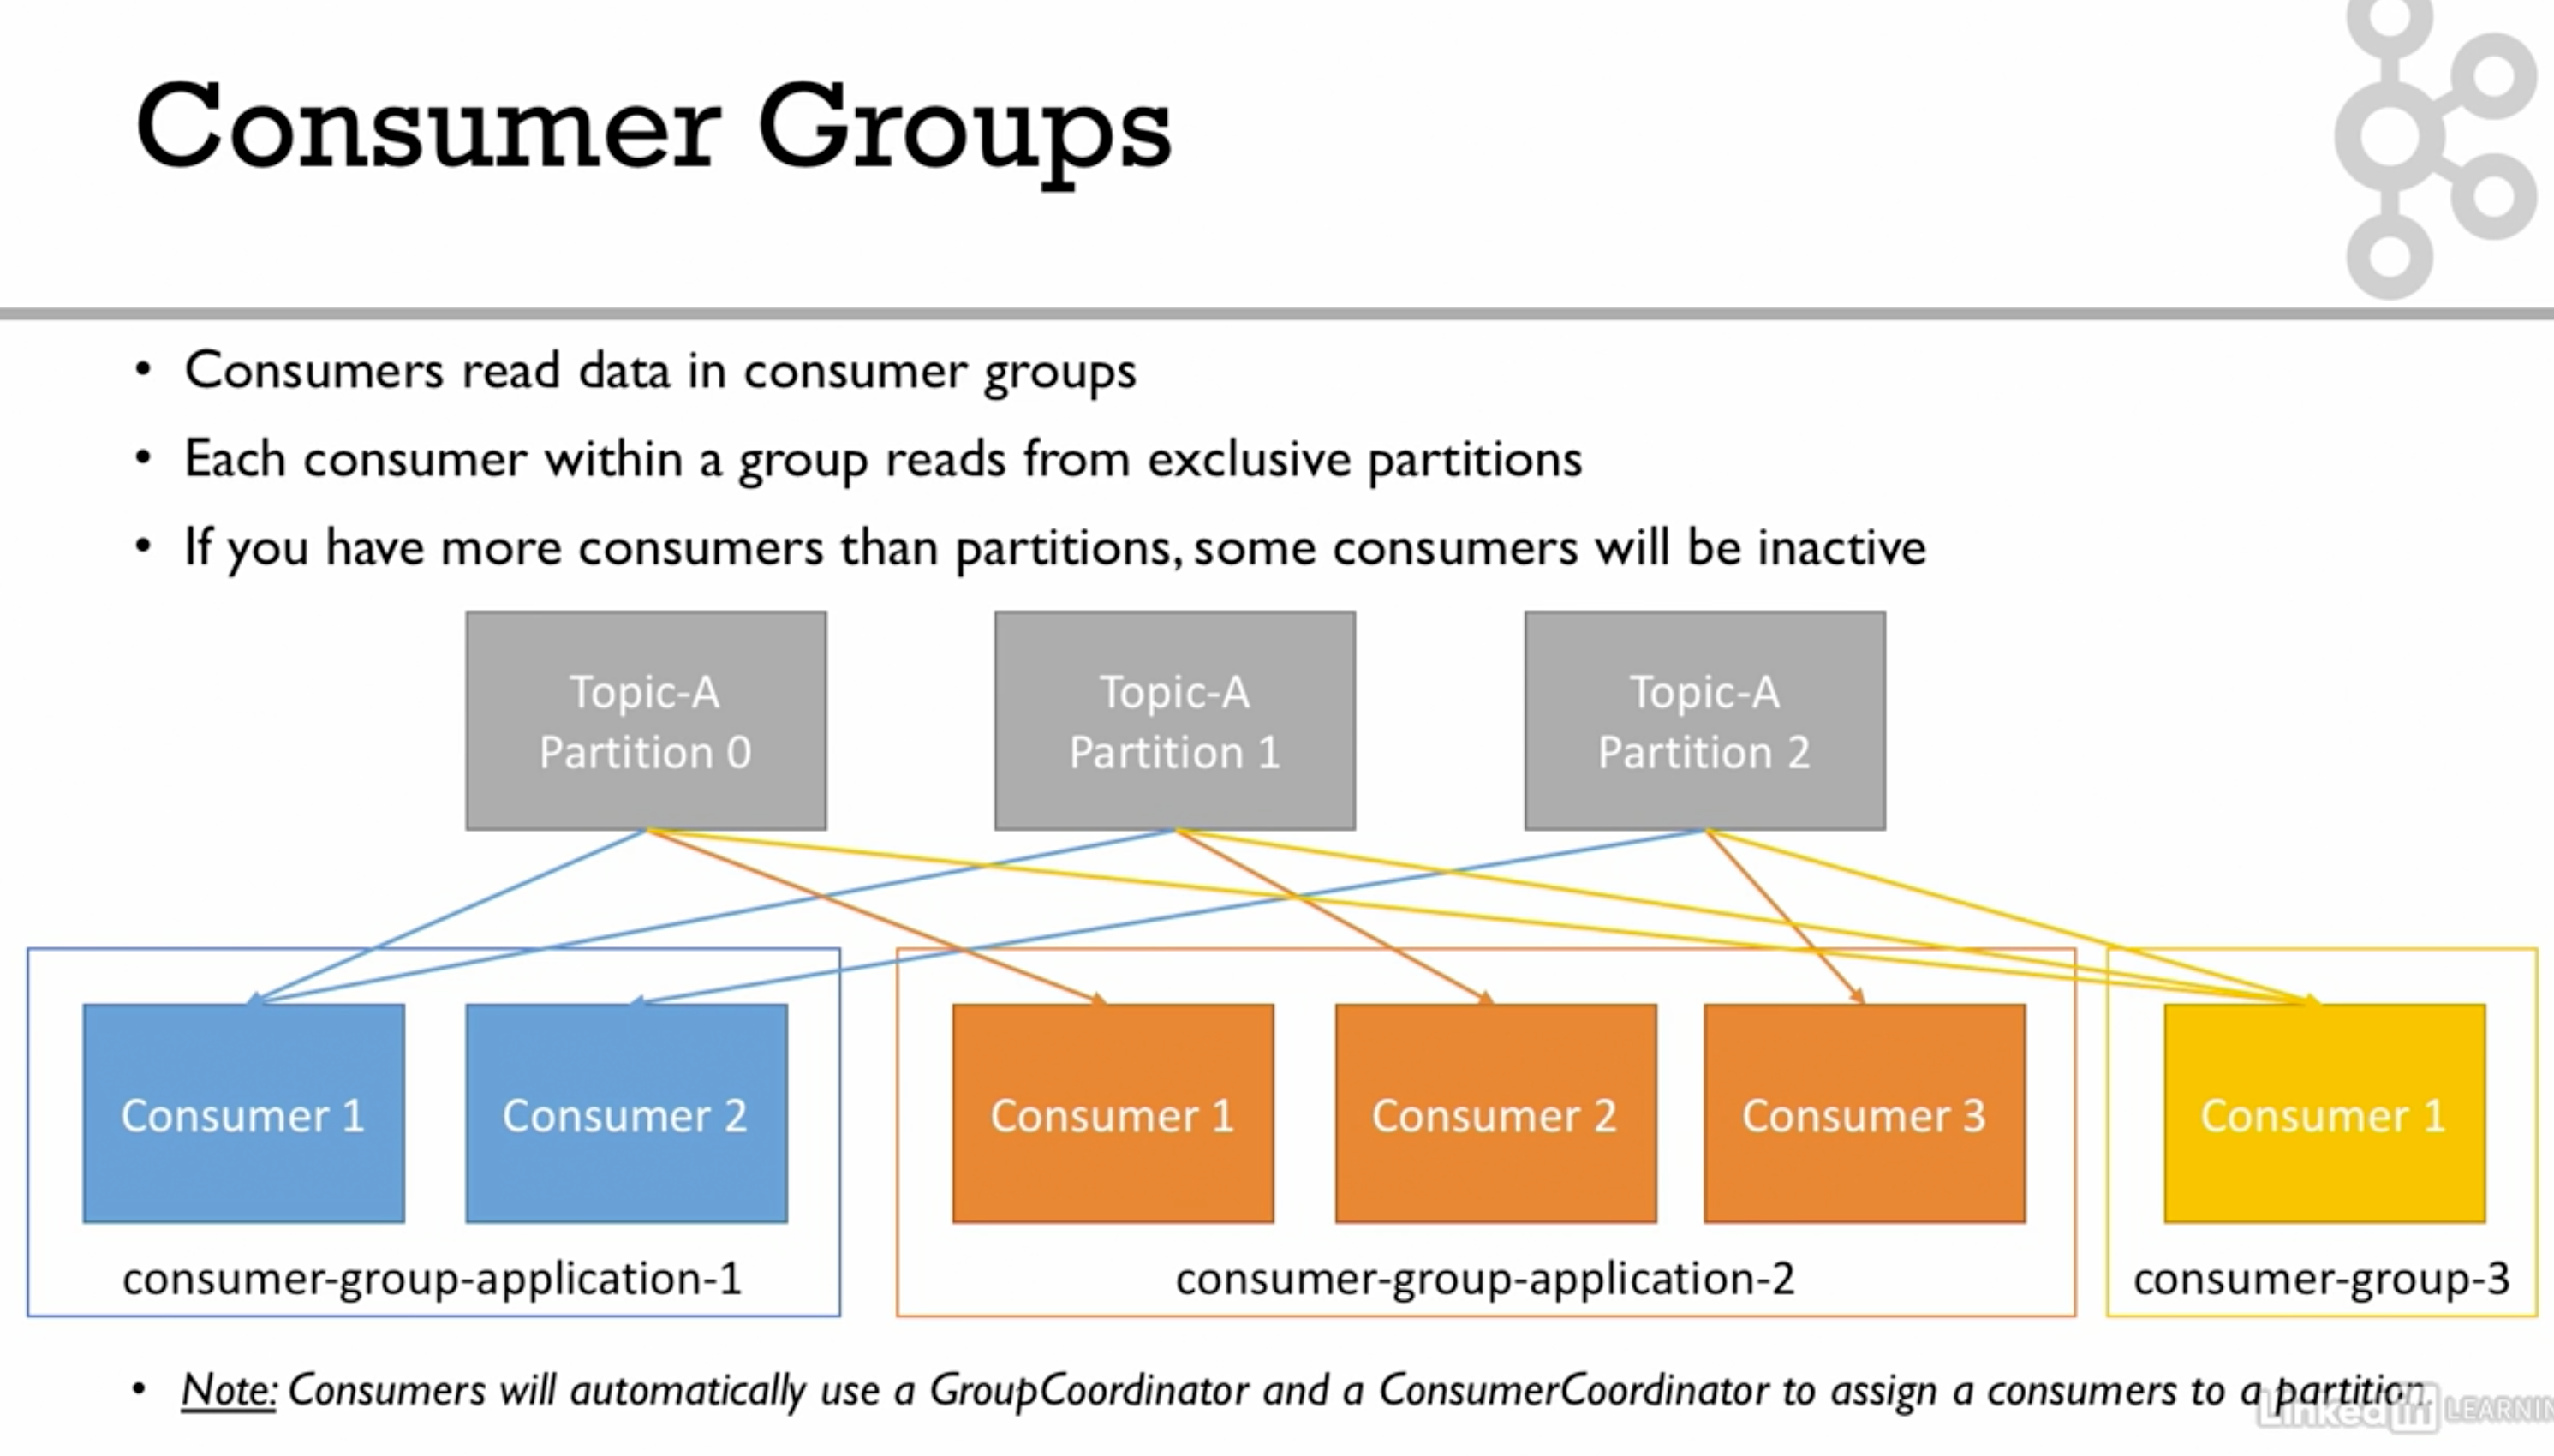 Consumer Groups
• Consumers read data in consumer groups
• Each consumer within a group reads from exclusive partitions
• If you have more consumers than partitions, some consumers will be inactive
Topic-A
Partition 0
Topic-A
Partition 1
Topic-A
Partition 2
Consumer 1
Consumer 2
consumer-group-application-1
Consumer 1
Consumer 2
Consumer 3
consumer-group-application-2
Consumer 1
consumer-group-3
• Note: Consumers will automatically use a GroupCoordinator and a ConsumerCoordinator to assign a consumers to a partition.
Linked in LEARNIN